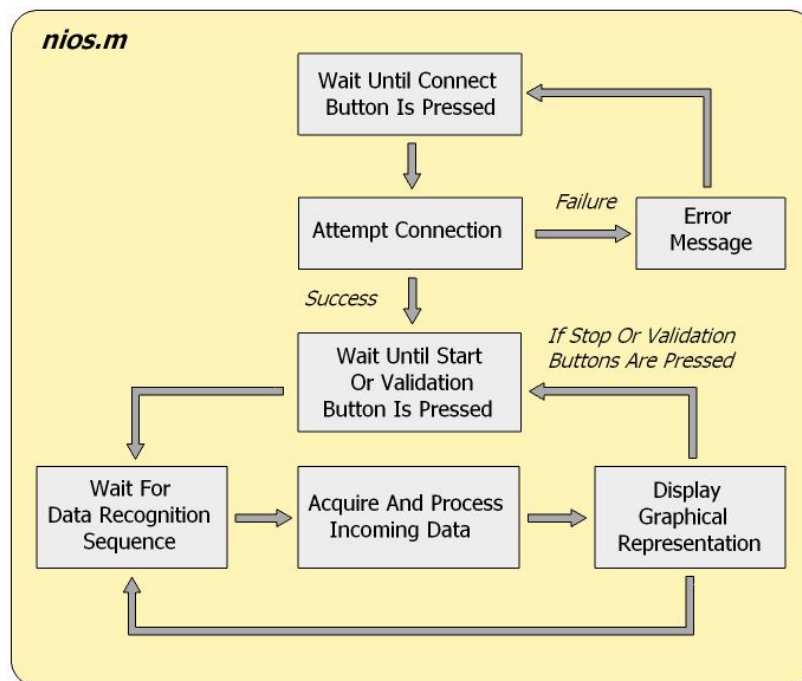 nios.m
Wait Until Connect
Button Is Pressed
Attempt Connection
Failure
Error
Message
Success
Wait Until Start
Or Validation
Button Is Pressed
If Stop Or Validation
Buttons Are Pressed
Wait For
Data Recognition
Sequence
Acquire And Process
Incoming Data
Display
Graphical
Representation